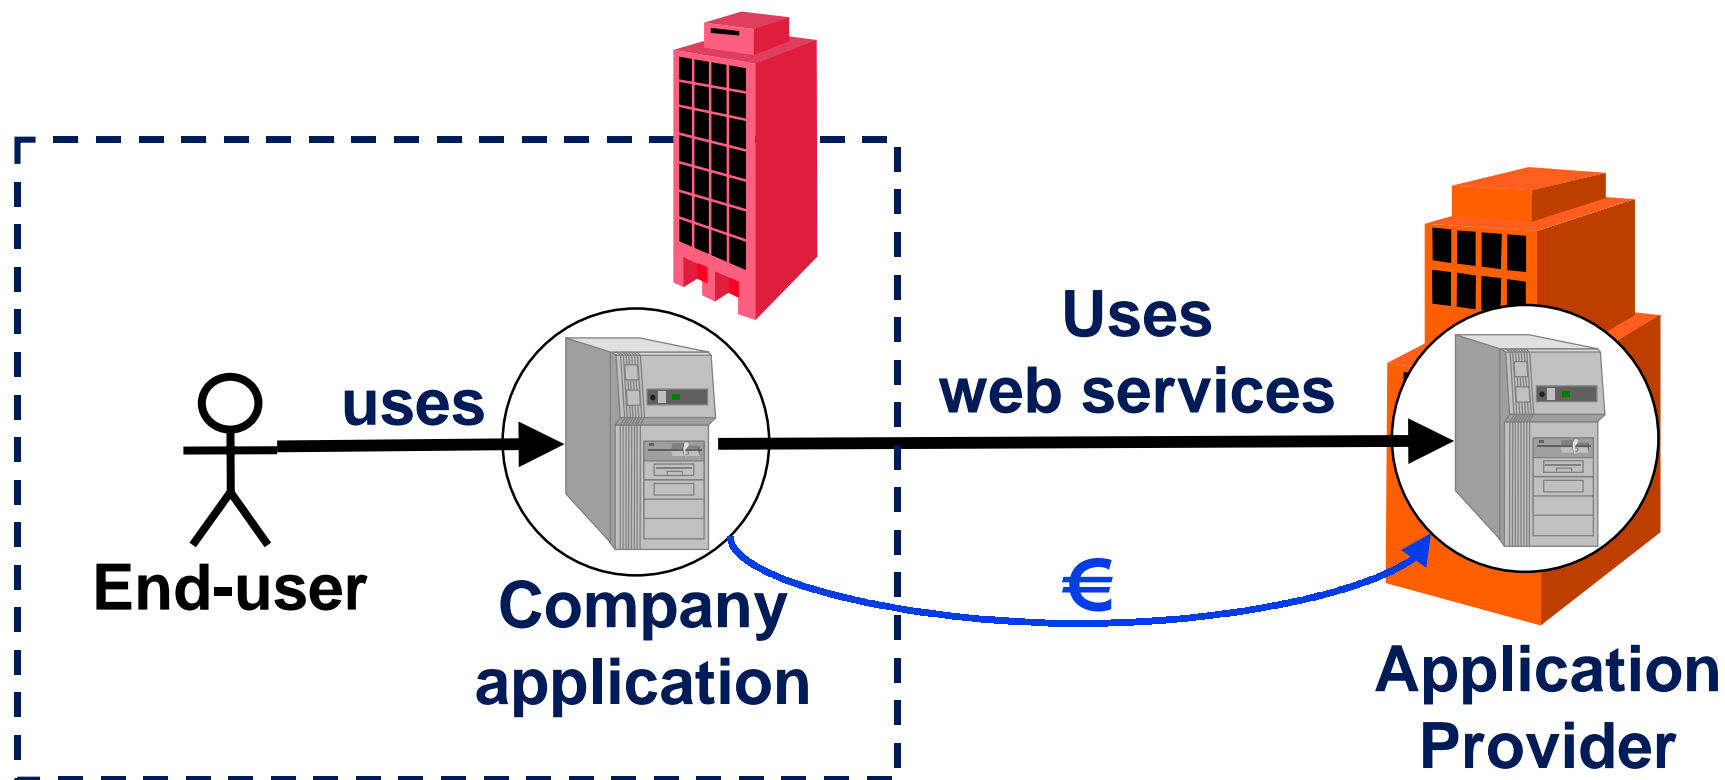 Uses
web services
uses
€
End-user
Company
application
Application
Provider